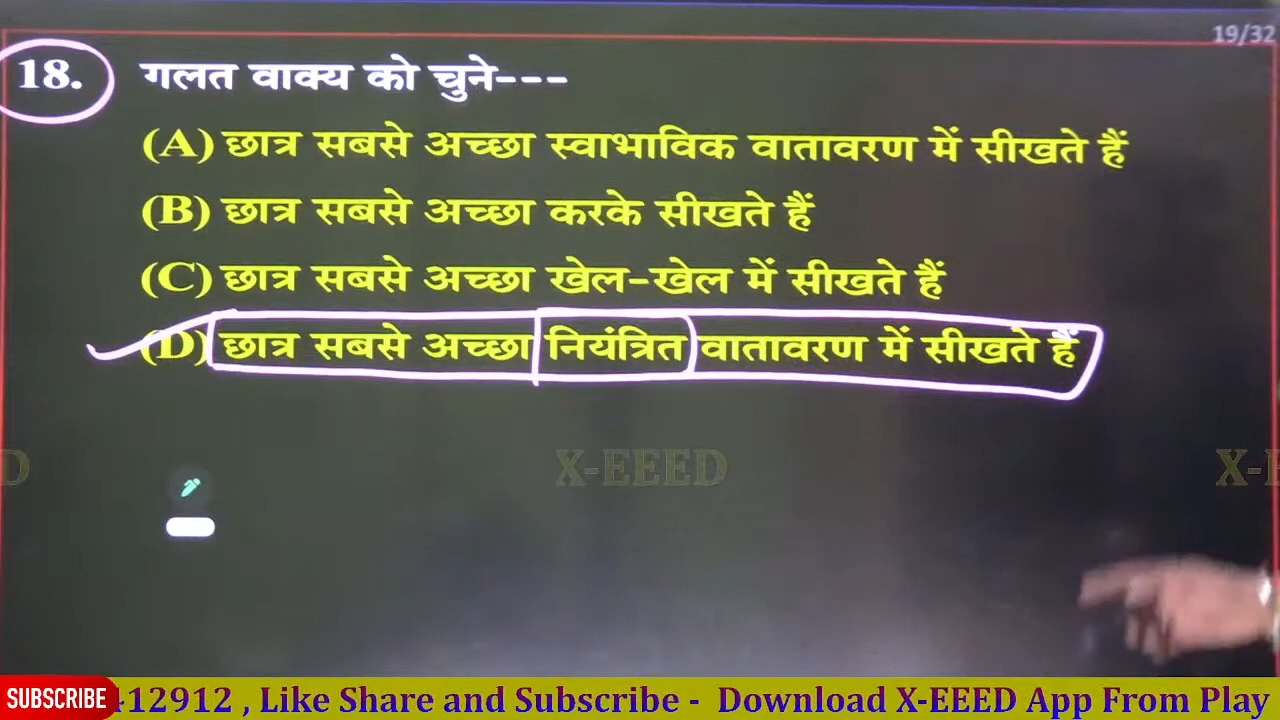 19/32
18. गलत वाक्य को चुने---
(A) छात्र सबसे अच्छा स्वाभाविक वातावरण में सीखते हैं
(B) छात्र सबसे अच्छा करके सीखते हैं
(C) छात्र सबसे अच्छा खेल-खेल में सीखते हैं
(D) छात्र सबसे अच्छा नियंत्रित वातावरण में सीखते हैं
X-EEED
SUBSCRIBE 12912 , Like Share and Subscribe - Download X-EEED App From Play